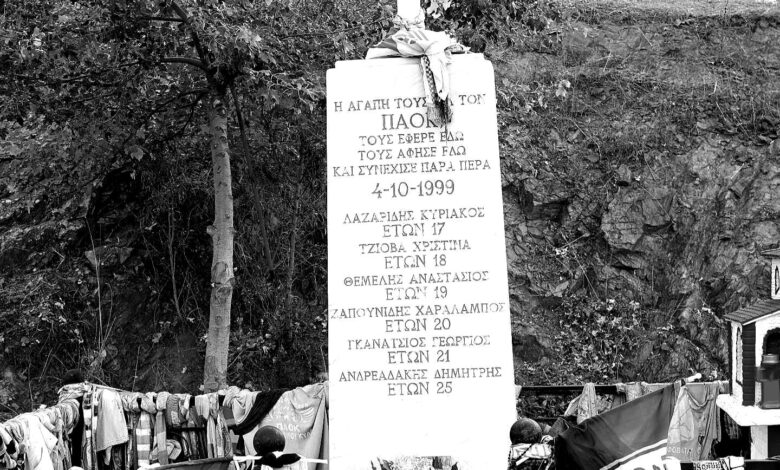 Η ΑΓΑΠΗ ΤΟΥΣ ΤΟΝ
ΠΑΟΚ
ΤΟΥΣ ΕΦΕΡΕ ΕΔΩ
ΤΟΥΣ ΑΦΗΣΕ ΕΔΩ
ΚΑΙ ΣΥΝΕΧΙΣΕ ΠΑΡΑ ΠΕΡΑ
4-10-1999
ΛΑΖΑΡΙΔΗΣ ΚΥΡΙΑΚΟΣ
ΕΤΩΝ 17
ΤΖΙΟΒΑ ΧΡΙΣΤΙΝΑ
ΕΤΩΝ 18
ΘΕΜΕΛΗΣ ΑΝΑΣΤΑΣΙΟΣ
ΕΤΩΝ 19
ΖΑΠΟΥΝΙΔΗΣ ΧΑΡΑΛΑΜΠΟΣ
ΕΤΩΝ 20
ΓΚΑΝΑΤΣΙΟΣ ΓΕΩΡΓΙΟΣ
ΕΤΩΝ 21
ΑΝΔΡΕΑΔΑΚΗΣ ΔΗΜΗΤΡΗΣ
ΕΤΩΝ 25